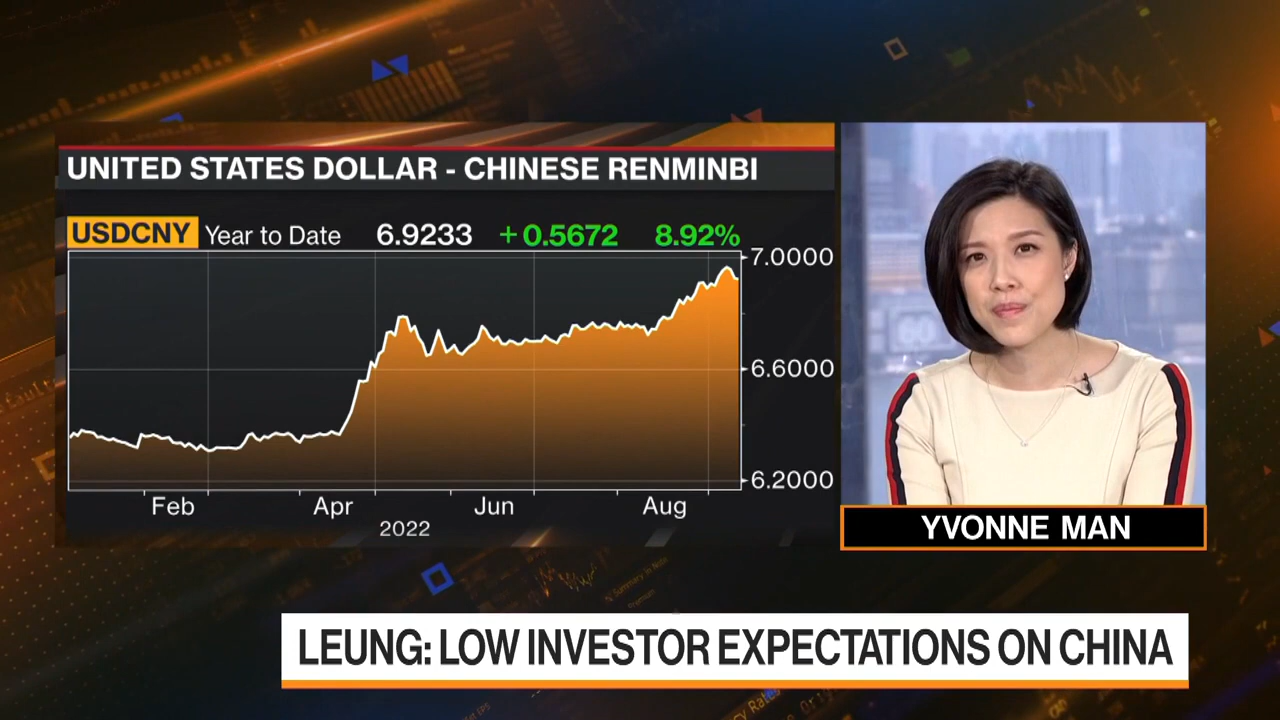 UNITED STATES DOLLAR - CHINESE RENMINBI
USDCNY Year to Date 6.9233 +0.5672 8.92%
7.0000
6.6000
6.2000
Feb Apr Jun Aug
2022
YVONNE MAN
LEUNG: LOW INVESTOR EXPECTATIONS ON CHINA